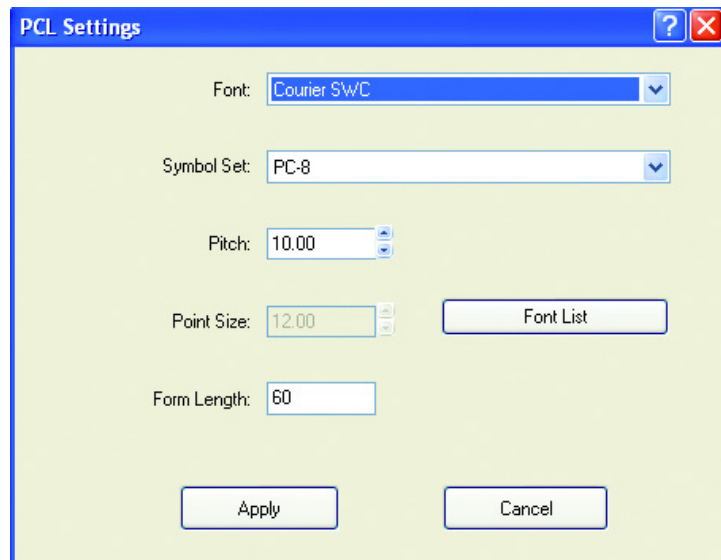 PCL Settings
Font: Courier SWC
Symbol Set: PC-8
Pitch: 10.00
Point Size: 12.00
Font List
Form Length: 60
Apply Cancel